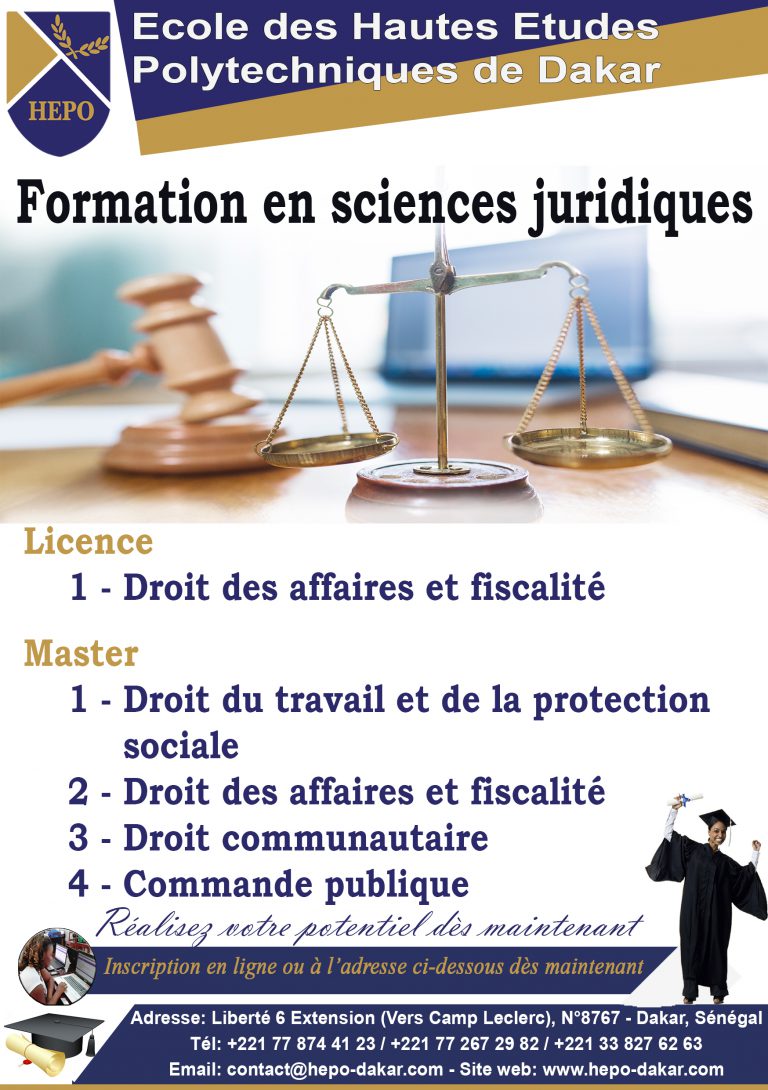 HEPO
Ecole des Hautes Etudes
Polytechniques de Dakar
Formation en sciences juridiques
Licence
1 - Droit des affaires et fiscalité
Master
1 - Droit du travail et de la protection
sociale
2 - Droit des affaires et fiscalité
3 - Droit communautaire
4 - Commande publique
Réalisez votre potentiel dès maintenant
Inscription en ligne ou à l'adresse ci-dessous dès maintenant
Adresse: Liberté 6 Extension (Vers Camp Leclerc), N°8767 - Dakar, Sénégal
Tél: +221 77 874 41 23 / +221 77 267 29 82 / +221 33 827 62 63
Email: contact@hepo-dakar.com - Site web: www.hepo-dakar.com